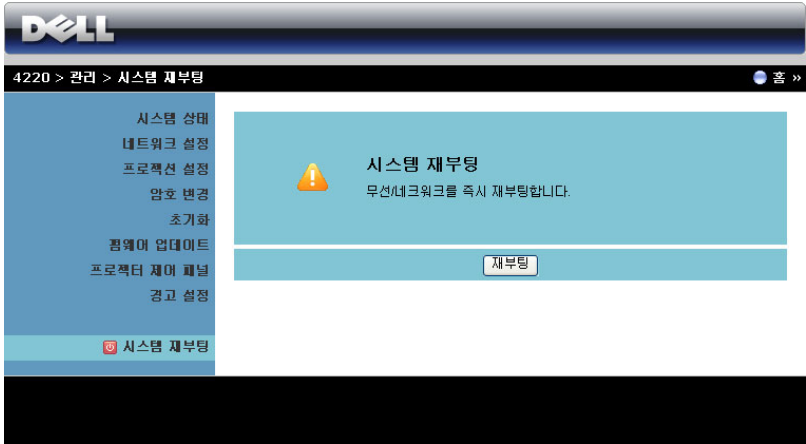 DELL
4220 > 관리 > 시스템 재부팅
홈 »
시스템 상태
네트워크 설정
프로젝션 설정
암호 변경
초기화
펌웨어 업데이트
프로젝터 제어 패널
경고 설정
시스템 재부팅
시스템 재부팅
무선/네크워크를 즉시 재부팅합니다.
재부팅